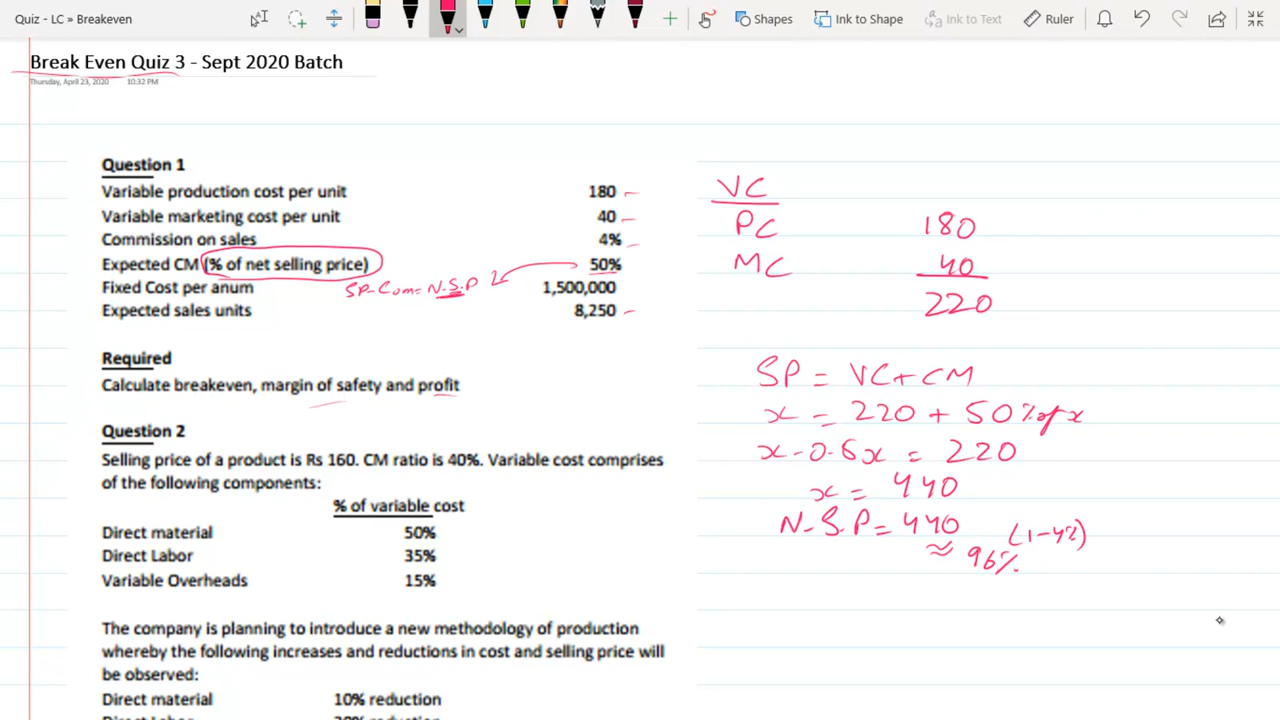 Quiz - LC » Breakeven
Shapes
Ink to Shape
Ink to Text
Ruler
Break Even Quiz 3 - Sept 2020 Batch
Thursday, April 23, 2020 10:32 PM
Question 1
Variable production cost per unit 180
Variable marketing cost per unit 40
Commission on sales 4%
Expected CM (% of net selling price) 50%
SP-Com=N.S.P
Fixed Cost per anum 1,500,000
Expected sales units 8,250
Required
Calculate breakeven, margin of safety and profit
Question 2
Selling price of a product is Rs 160. CM ratio is 40%. Variable cost comprises
of the following components:
% of variable cost
Direct material 50%
Direct Labor 35%
Variable Overheads 15%
The company is planning to introduce a new methodology of production
whereby the following increases and reductions in cost and selling price will
be observed:
Direct material 10% reduction
VC
PC 180
MC 40
220
SP = VC+CM
x = 220 + 50% of x
x-0.5x = 220
x = 440
N-S.P = 440
≈ 96% (1-4%)